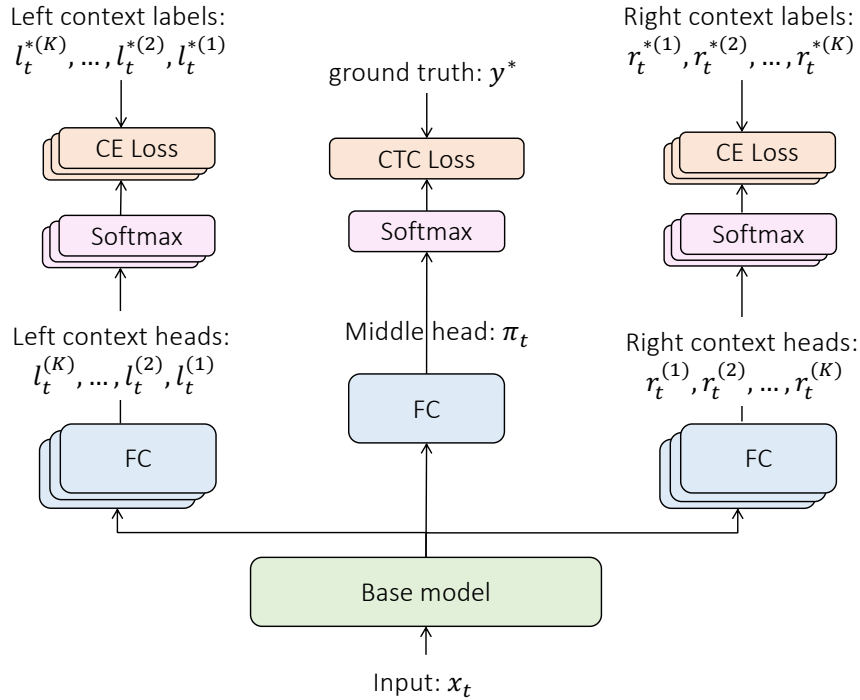 Left context labels:
l_t^{*(K)}, ..., l_t^{*(2)}, l_t^{*(1)}
CE Loss
Softmax
Left context heads:
l_t^{(K)}, ..., l_t^{(2)}, l_t^{(1)}
FC
ground truth: y^*
CTC Loss
Softmax
Middle head: π_t
FC
Right context labels:
r_t^{*(1)}, r_t^{*(2)}, ..., r_t^{*(K)}
CE Loss
Softmax
Right context heads:
r_t^{(1)}, r_t^{(2)}, ..., r_t^{(K)}
FC
Base model
Input: x_t